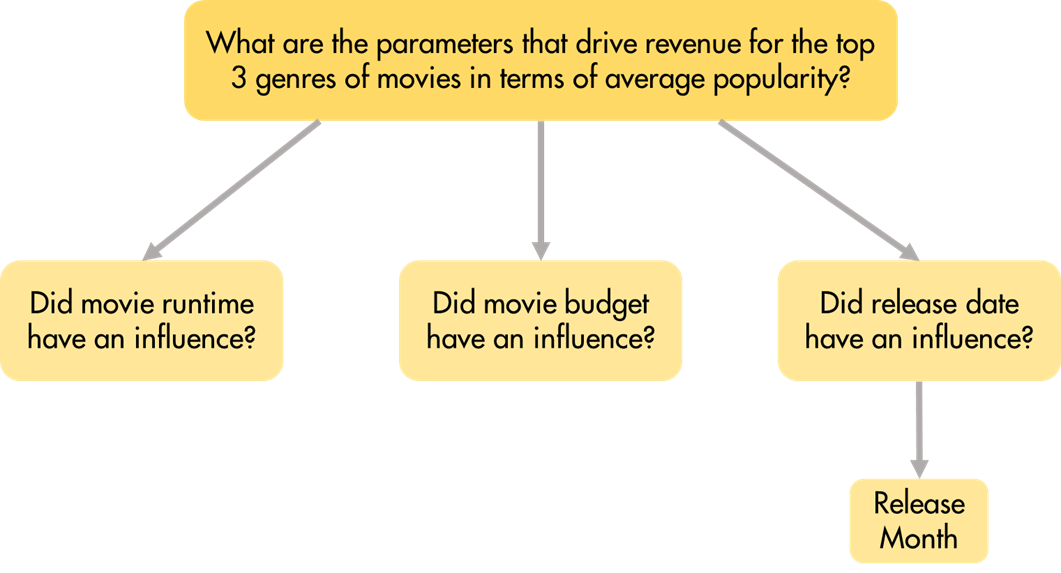 What are the parameters that drive revenue for the top
3 genres of movies in terms of average popularity?
Did movie runtime
have an influence?
Did movie budget
have an influence?
Did release date
have an influence?
Release
Month